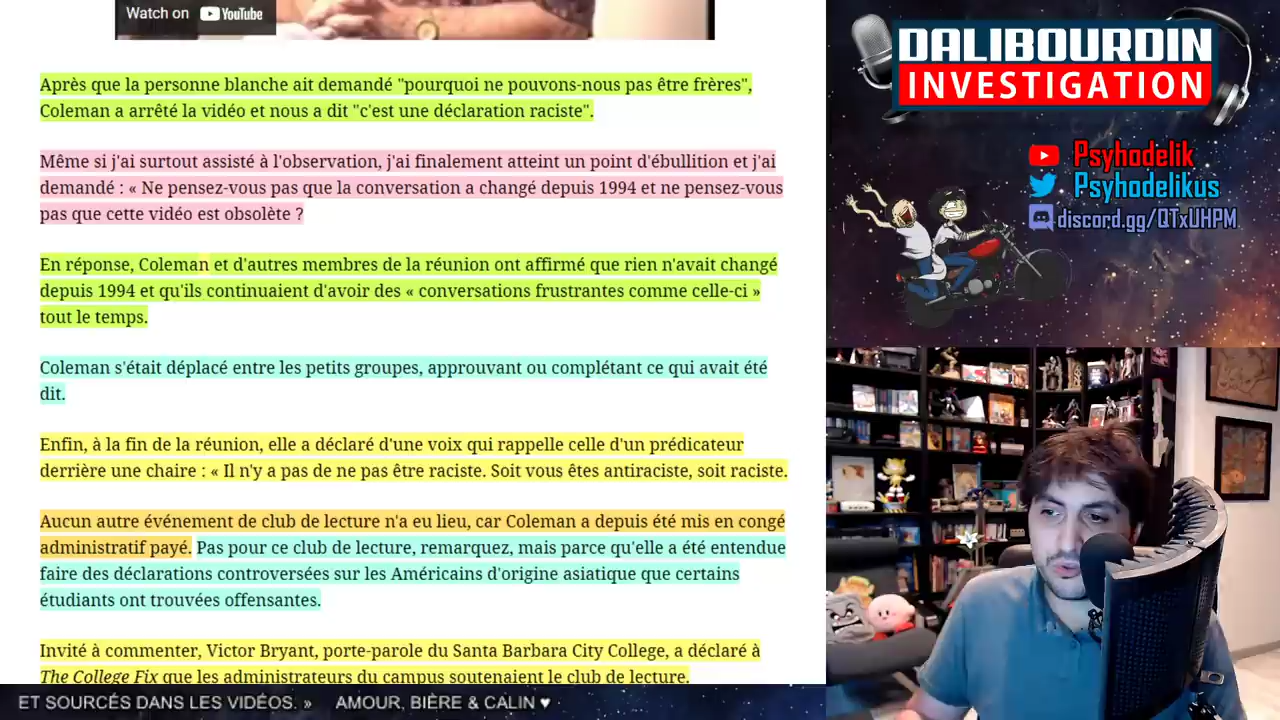 Watch on YouTube
Après que la personne blanche ait demandé "pourquoi ne pouvons-nous pas être frères",
Coleman a arrêté la vidéo et nous a dit "c'est une déclaration raciste".
Même si j'ai surtout assisté à l'observation, j'ai finalement atteint un point d'ébullition et j'ai
demandé : « Ne pensez-vous pas que la conversation a changé depuis 1994 et ne pensez-vous
pas que cette vidéo est obsolète ?
En réponse, Coleman et d'autres membres de la réunion ont affirmé que rien n'avait changé
depuis 1994 et qu'ils continuaient d'avoir des « conversations frustrantes comme celle-ci »
tout le temps.
Coleman s'était déplacé entre les petits groupes, approuvant ou complétant ce qui avait été
dit.
Enfin, à la fin de la réunion, elle a déclaré d'une voix qui rappelle celle d'un prédicateur
derrière une chaire : « Il n'y a pas de ne pas être raciste. Soit vous êtes antiraciste, soit raciste.
Aucun autre événement de club de lecture n'a eu lieu, car Coleman a depuis été mis en congé
administratif payé. Pas pour ce club de lecture, remarquez, mais parce qu'elle a été entendue
faire des déclarations controversées sur les Américains d'origine asiatique que certains
étudiants ont trouvées offensantes.
Invité à commenter, Victor Bryant, porte-parole du Santa Barbara City College, a déclaré à
The College Fix que les administrateurs du campus soutenaient le club de lecture.
DALIBOURDIN
INVESTIGATION
Psyhodelik
Psyhodelikus
discord.gg/QTxUHPM
ET SOURCÉS DANS LES VIDÉOS. » AMOUR, BIÈRE & CALIN ♥